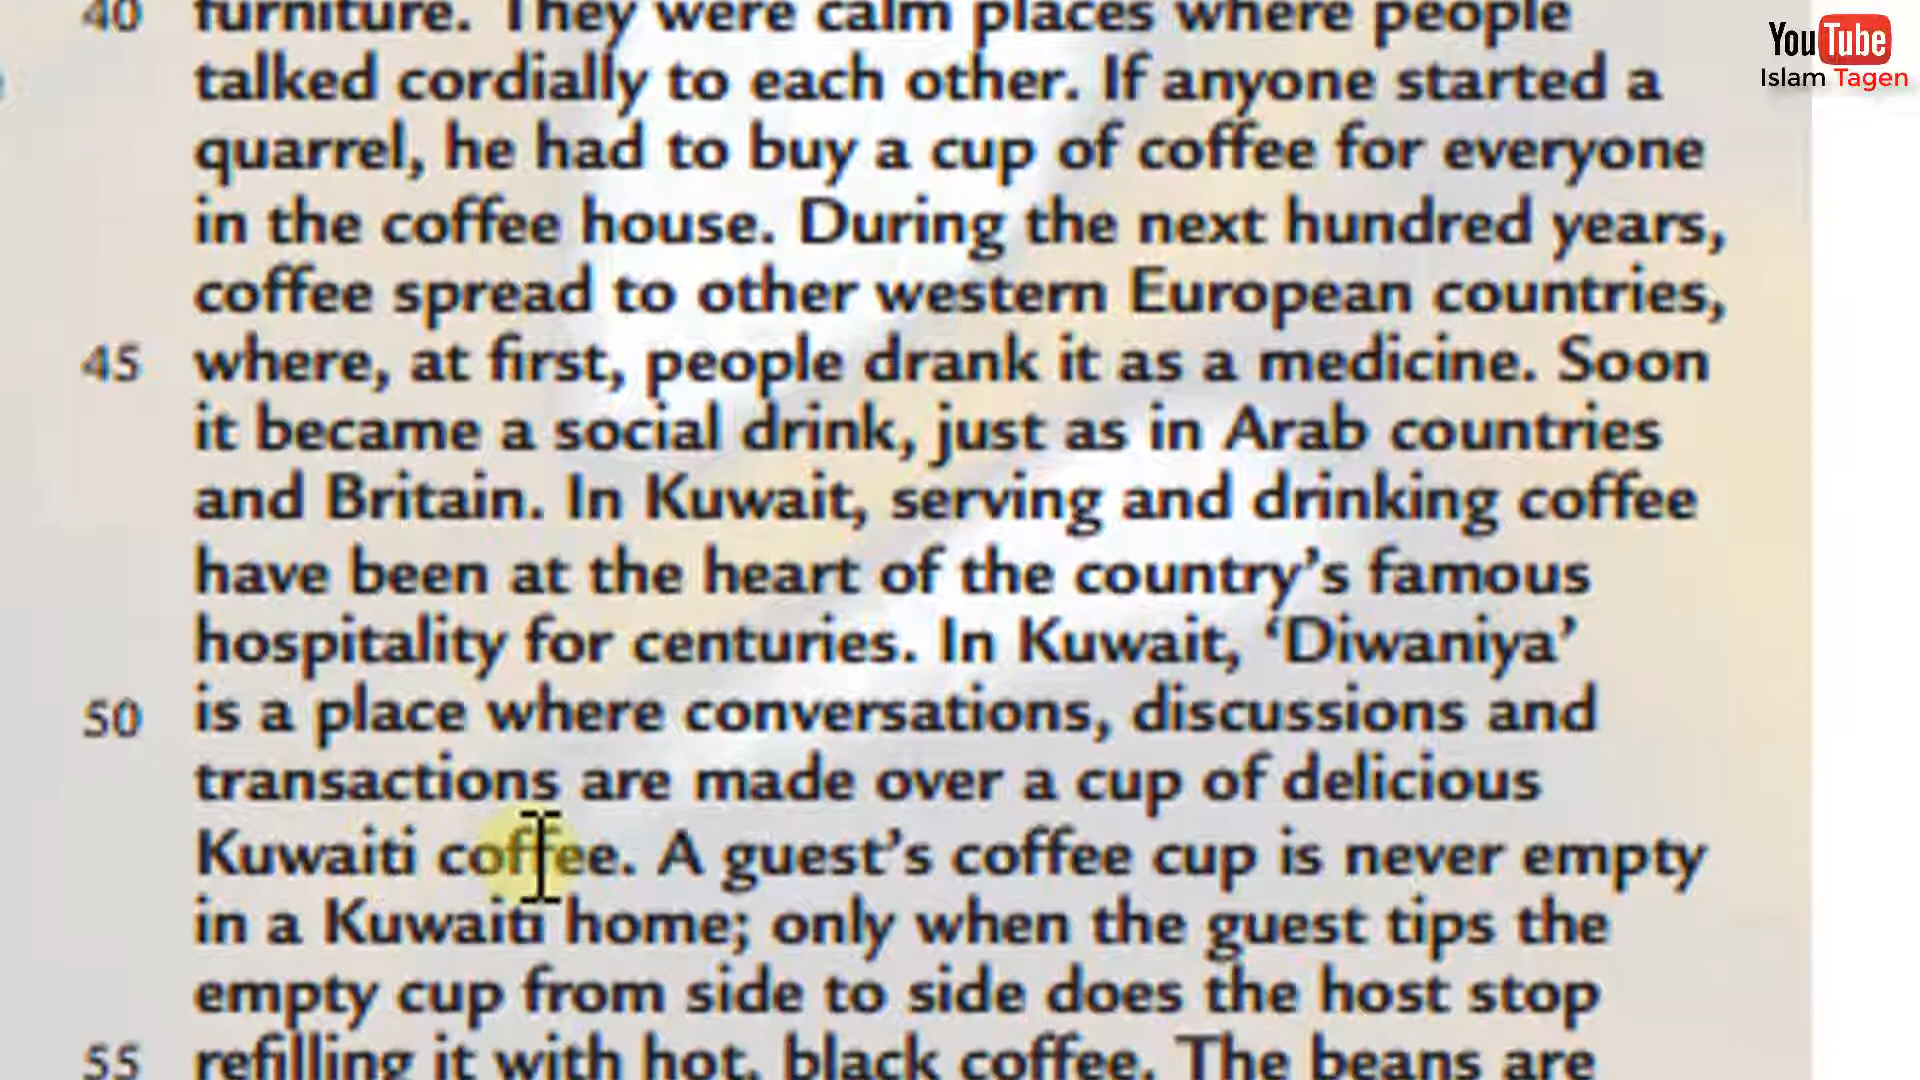 YouTube
Islam Tagen
40 furniture. They were calm places where people
talked cordially to each other. If anyone started a
quarrel, he had to buy a cup of coffee for everyone
in the coffee house. During the next hundred years,
coffee spread to other western European countries,
45 where, at first, people drank it as a medicine. Soon
it became a social drink, just as in Arab countries
and Britain. In Kuwait, serving and drinking coffee
have been at the heart of the country’s famous
hospitality for centuries. In Kuwait, ‘Diwaniya’
50 is a place where conversations, discussions and
transactions are made over a cup of delicious
Kuwaiti coffee. A guest’s coffee cup is never empty
in a Kuwaiti home; only when the guest tips the
empty cup from side to side does the host stop
55 refilling it with hot, black coffee. The beans are